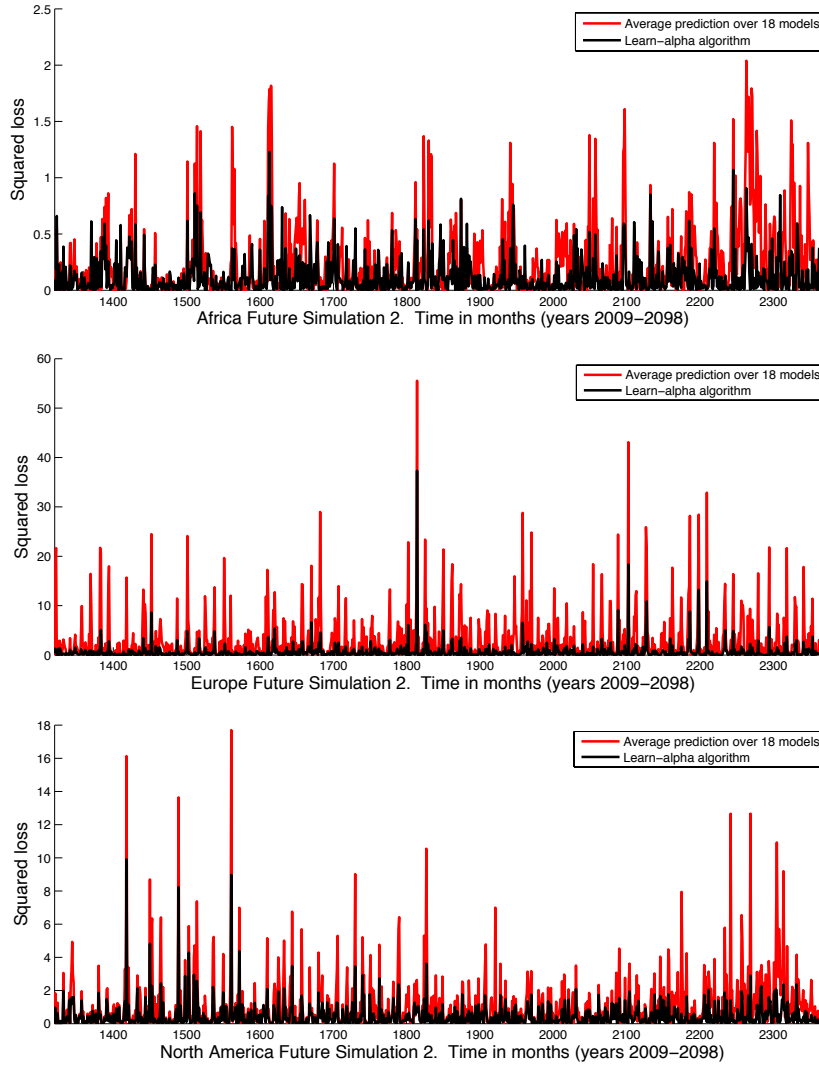 2.5
2
1.5
1
0.5
0
Squared loss
Average prediction over 18 models
Learn−alpha algorithm
1400 1500 1600 1700 1800 1900 2000 2100 2200 2300
Africa Future Simulation 2. Time in months (years 2009−2098)
60
50
40
30
20
10
0
Squared loss
Average prediction over 18 models
Learn−alpha algorithm
1400 1500 1600 1700 1800 1900 2000 2100 2200 2300
Europe Future Simulation 2. Time in months (years 2009−2098)
18
16
14
12
10
8
6
4
2
0
Squared loss
Average prediction over 18 models
Learn−alpha algorithm
1400 1500 1600 1700 1800 1900 2000 2100 2200 2300
North America Future Simulation 2. Time in months (years 2009−2098)